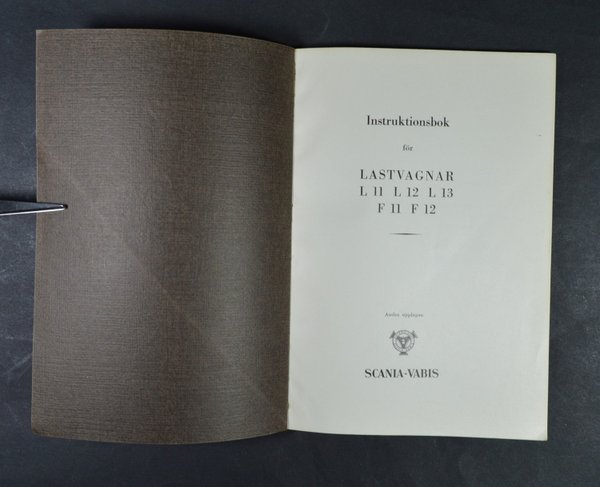 Instruktionsbok
för
LASTVAGNAR
L 11 L 12 L 13
F 11 F 12
Andra upplagan
SCANIA-VABIS